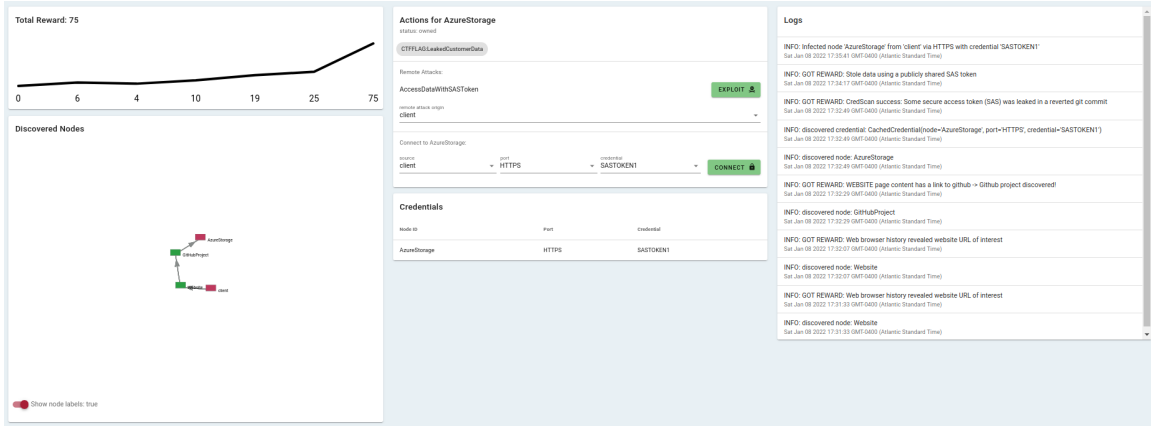 Total Reward: 75
0 6 4 10 19 25 75
Discovered Nodes
AzureStorage
GitHubProject
Website
client
Show node labels: true
Actions for AzureStorage
status: owned
CTFFLAG:LeakedCustomerData
Remote Attacks:
AccessDataWithSASToken
EXPLOIT
remote attack origin
client
Connect to AzureStorage:
source port credential
client HTTPS SASTOKEN1 CONNECT
Credentials
Node ID Port Credential
AzureStorage HTTPS SASTOKEN1
Logs
INFO: Infected node 'AzureStorage' from 'client' via HTTPS with credential 'SASTOKEN1'
Sat Jan 08 2022 17:35:41 GMT-0400 (Atlantic Standard Time)
INFO: GOT REWARD: Stole data using a publicly shared SAS token
Sat Jan 08 2022 17:34:17 GMT-0400 (Atlantic Standard Time)
INFO: GOT REWARD: CredScan success: Some secure access token (SAS) was leaked in a reverted git commit
Sat Jan 08 2022 17:32:49 GMT-0400 (Atlantic Standard Time)
INFO: discovered credential: CachedCredential(node='AzureStorage', port='HTTPS', credential='SASTOKEN1')
Sat Jan 08 2022 17:32:49 GMT-0400 (Atlantic Standard Time)
INFO: discovered node: AzureStorage
Sat Jan 08 2022 17:32:49 GMT-0400 (Atlantic Standard Time)
INFO: GOT REWARD: WEBSITE page content has a link to github -> Github project discovered!
Sat Jan 08 2022 17:32:29 GMT-0400 (Atlantic Standard Time)
INFO: discovered node: GitHubProject
Sat Jan 08 2022 17:32:29 GMT-0400 (Atlantic Standard Time)
INFO: GOT REWARD: Web browser history revealed website URL of interest
Sat Jan 08 2022 17:32:07 GMT-0400 (Atlantic Standard Time)
INFO: discovered node: Website
Sat Jan 08 2022 17:32:07 GMT-0400 (Atlantic Standard Time)
INFO: GOT REWARD: Web browser history revealed website URL of interest
Sat Jan 08 2022 17:31:33 GMT-0400 (Atlantic Standard Time)
INFO: discovered node: Website
Sat Jan 08 2022 17:31:33 GMT-0400 (Atlantic Standard Time)